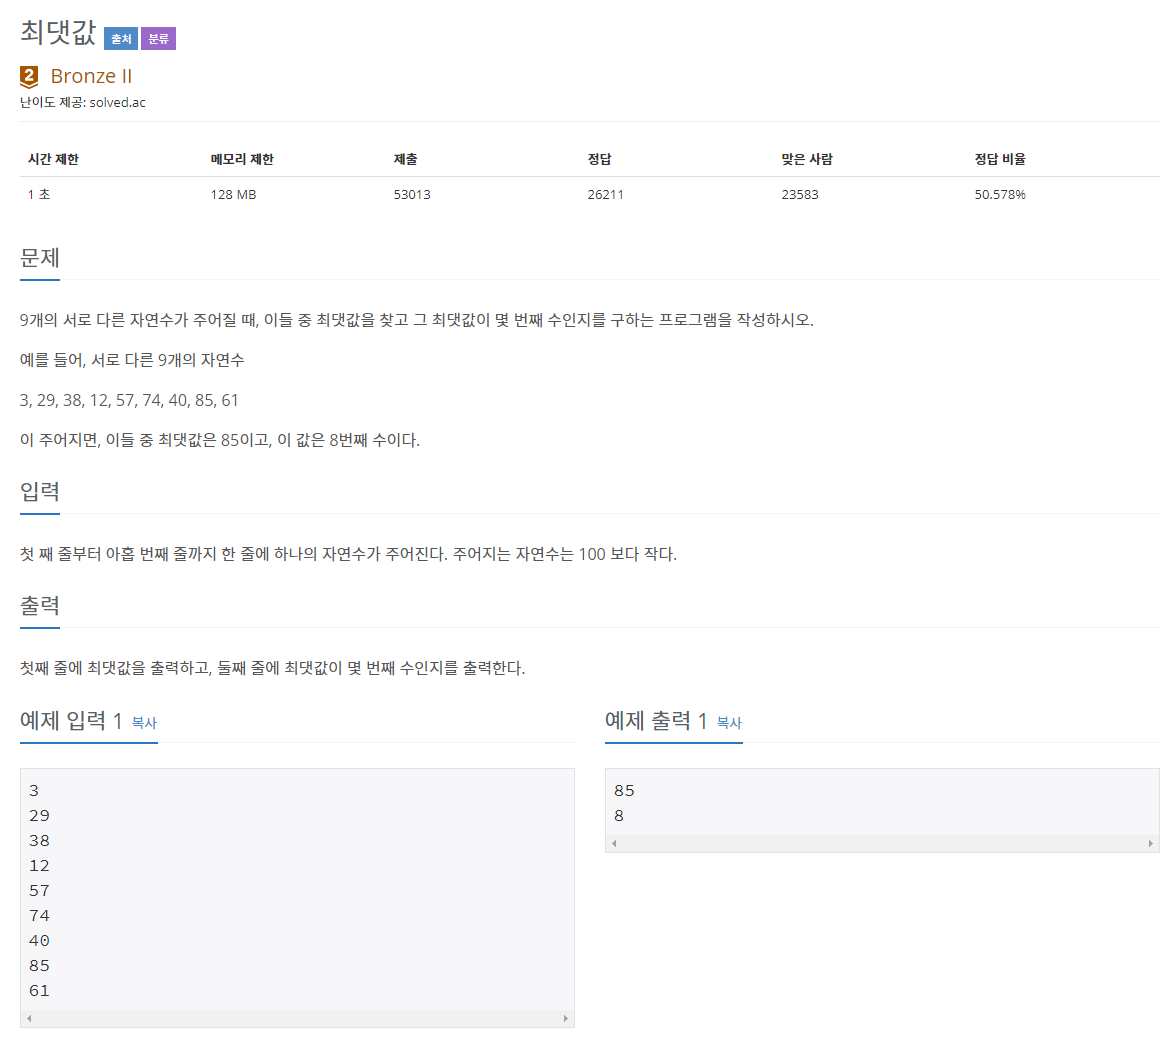 최댓값 출처 분류
2 Bronze II
난이도 제공: solved.ac
시간 제한 메모리 제한 제출 정답 맞은 사람 정답 비율
1 초 128 MB 53013 26211 23583 50.578%
문제
9개의 서로 다른 자연수가 주어질 때, 이들 중 최댓값을 찾고 그 최댓값이 몇 번째 수인지를 구하는 프로그램을 작성하시오.
예를 들어, 서로 다른 9개의 자연수
3, 29, 38, 12, 57, 74, 40, 85, 61
이 주어지면, 이들 중 최댓값은 85이고, 이 값은 8번째 수이다.
입력
첫 째 줄부터 아홉 번째 줄까지 한 줄에 하나의 자연수가 주어진다. 주어지는 자연수는 100 보다 작다.
출력
첫째 줄에 최댓값을 출력하고, 둘째 줄에 최댓값이 몇 번째 수인지를 출력한다.
예제 입력 1 복사
3
29
38
12
57
74
40
85
61
예제 출력 1 복사
85
8